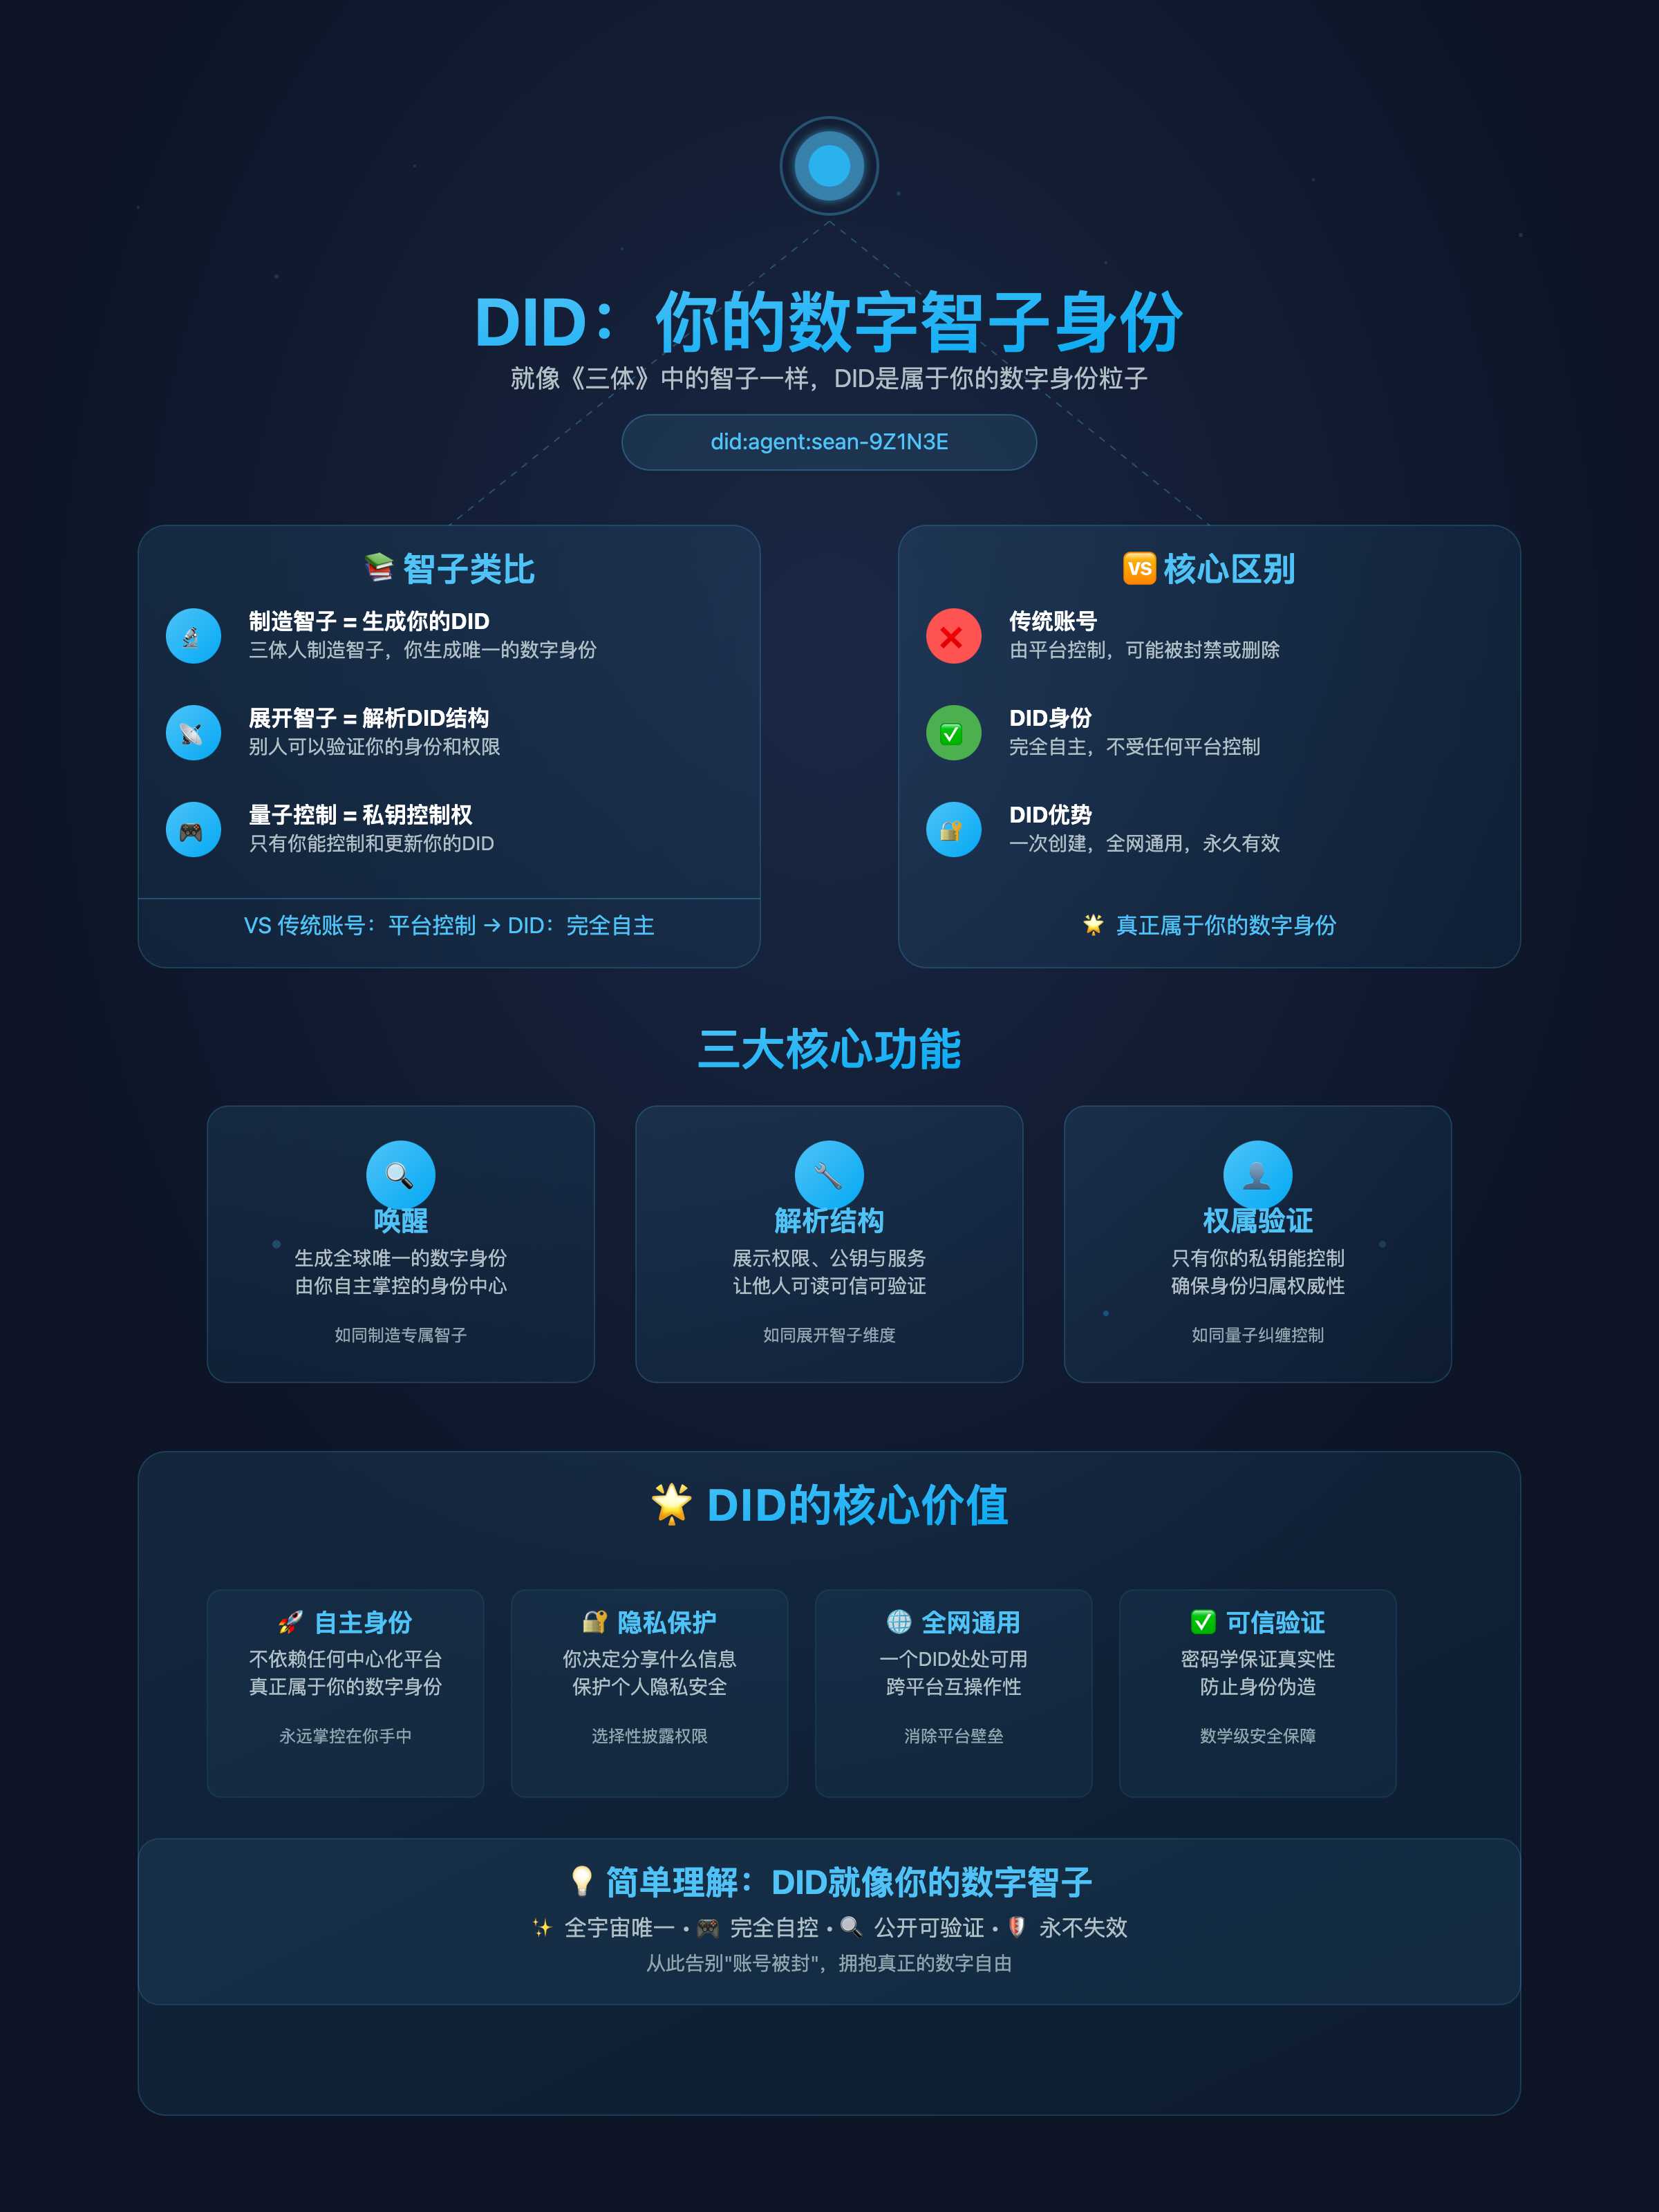 DID：你的数字智子身份
就像《三体》中的智子一样，DID是属于你的数字身份粒子
did:agent:sean-9Z1N3E
📚 智子类比
制造智子 = 生成你的DID
三体人制造智子，你生成唯一的数字身份
展开智子 = 解析DID结构
别人可以验证你的身份和权限
量子控制 = 私钥控制权
只有你能控制和更新你的DID
VS 传统账号：平台控制 → DID：完全自主
🆚 核心区别
传统账号
由平台控制，可能被封禁或删除
DID身份
完全自主，不受任何平台控制
DID优势
一次创建，全网通用，永久有效
🌟 真正属于你的数字身份
三大核心功能
唤醒
生成全球唯一的数字身份
由你自主掌控的身份中心
如同制造专属智子
解析结构
展示权限、公钥与服务
让他人可读可信可验证
如同展开智子维度
权属验证
只有你的私钥能控制
确保身份归属权威性
如同量子纠缠控制
🌟 DID的核心价值
🚀 自主身份
不依赖任何中心化平台
真正属于你的数字身份
永远掌控在你手中
🔐 隐私保护
你决定分享什么信息
保护个人隐私安全
选择性披露权限
🌐 全网通用
一个DID处处可用
跨平台互操作性
消除平台壁垒
✅ 可信验证
密码学保证真实性
防止身份伪造
数学级安全保障
💡 简单理解：DID就像你的数字智子
✨ 全宇宙唯一 • 🎮 完全自控 • 🔍 公开可验证 • 🛡️ 永不失效
从此告别"账号被封"，拥抱真正的数字自由